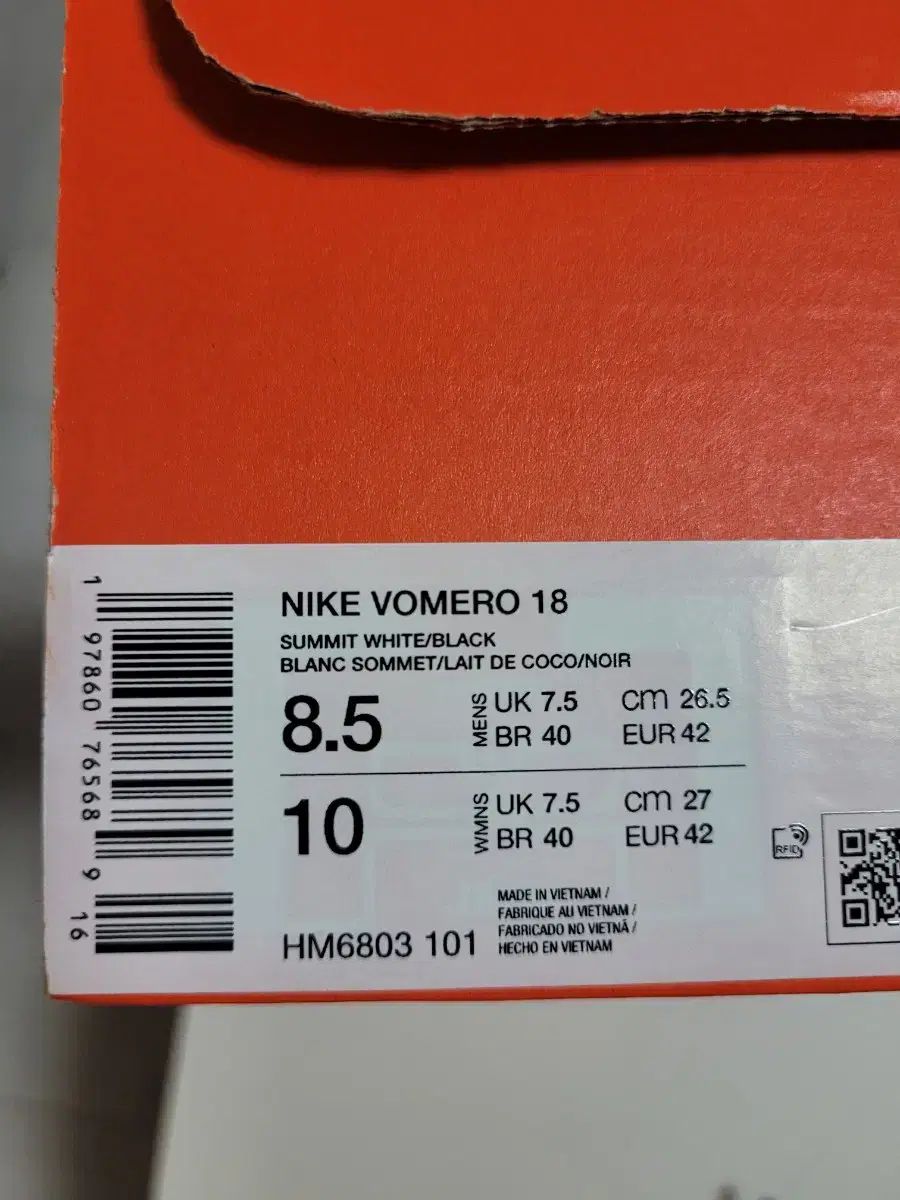 NIKE VOMERO 18
SUMMIT WHITE/BLACK
BLANC SOMMET/LAIT DE COCO/NOIR
8.5 MENS UK 7.5 cm 26.5
BR 40 EUR 42
10 WMNS UK 7.5 cm 27
BR 40 EUR 42
MADE IN VIETNAM /
FABRIQUE AU VIETNAM /
FABRICADO NO VIETNÃ /
HECHO EN VIETNAM
HM6803 101
RFID
1 97860 76568 9 16